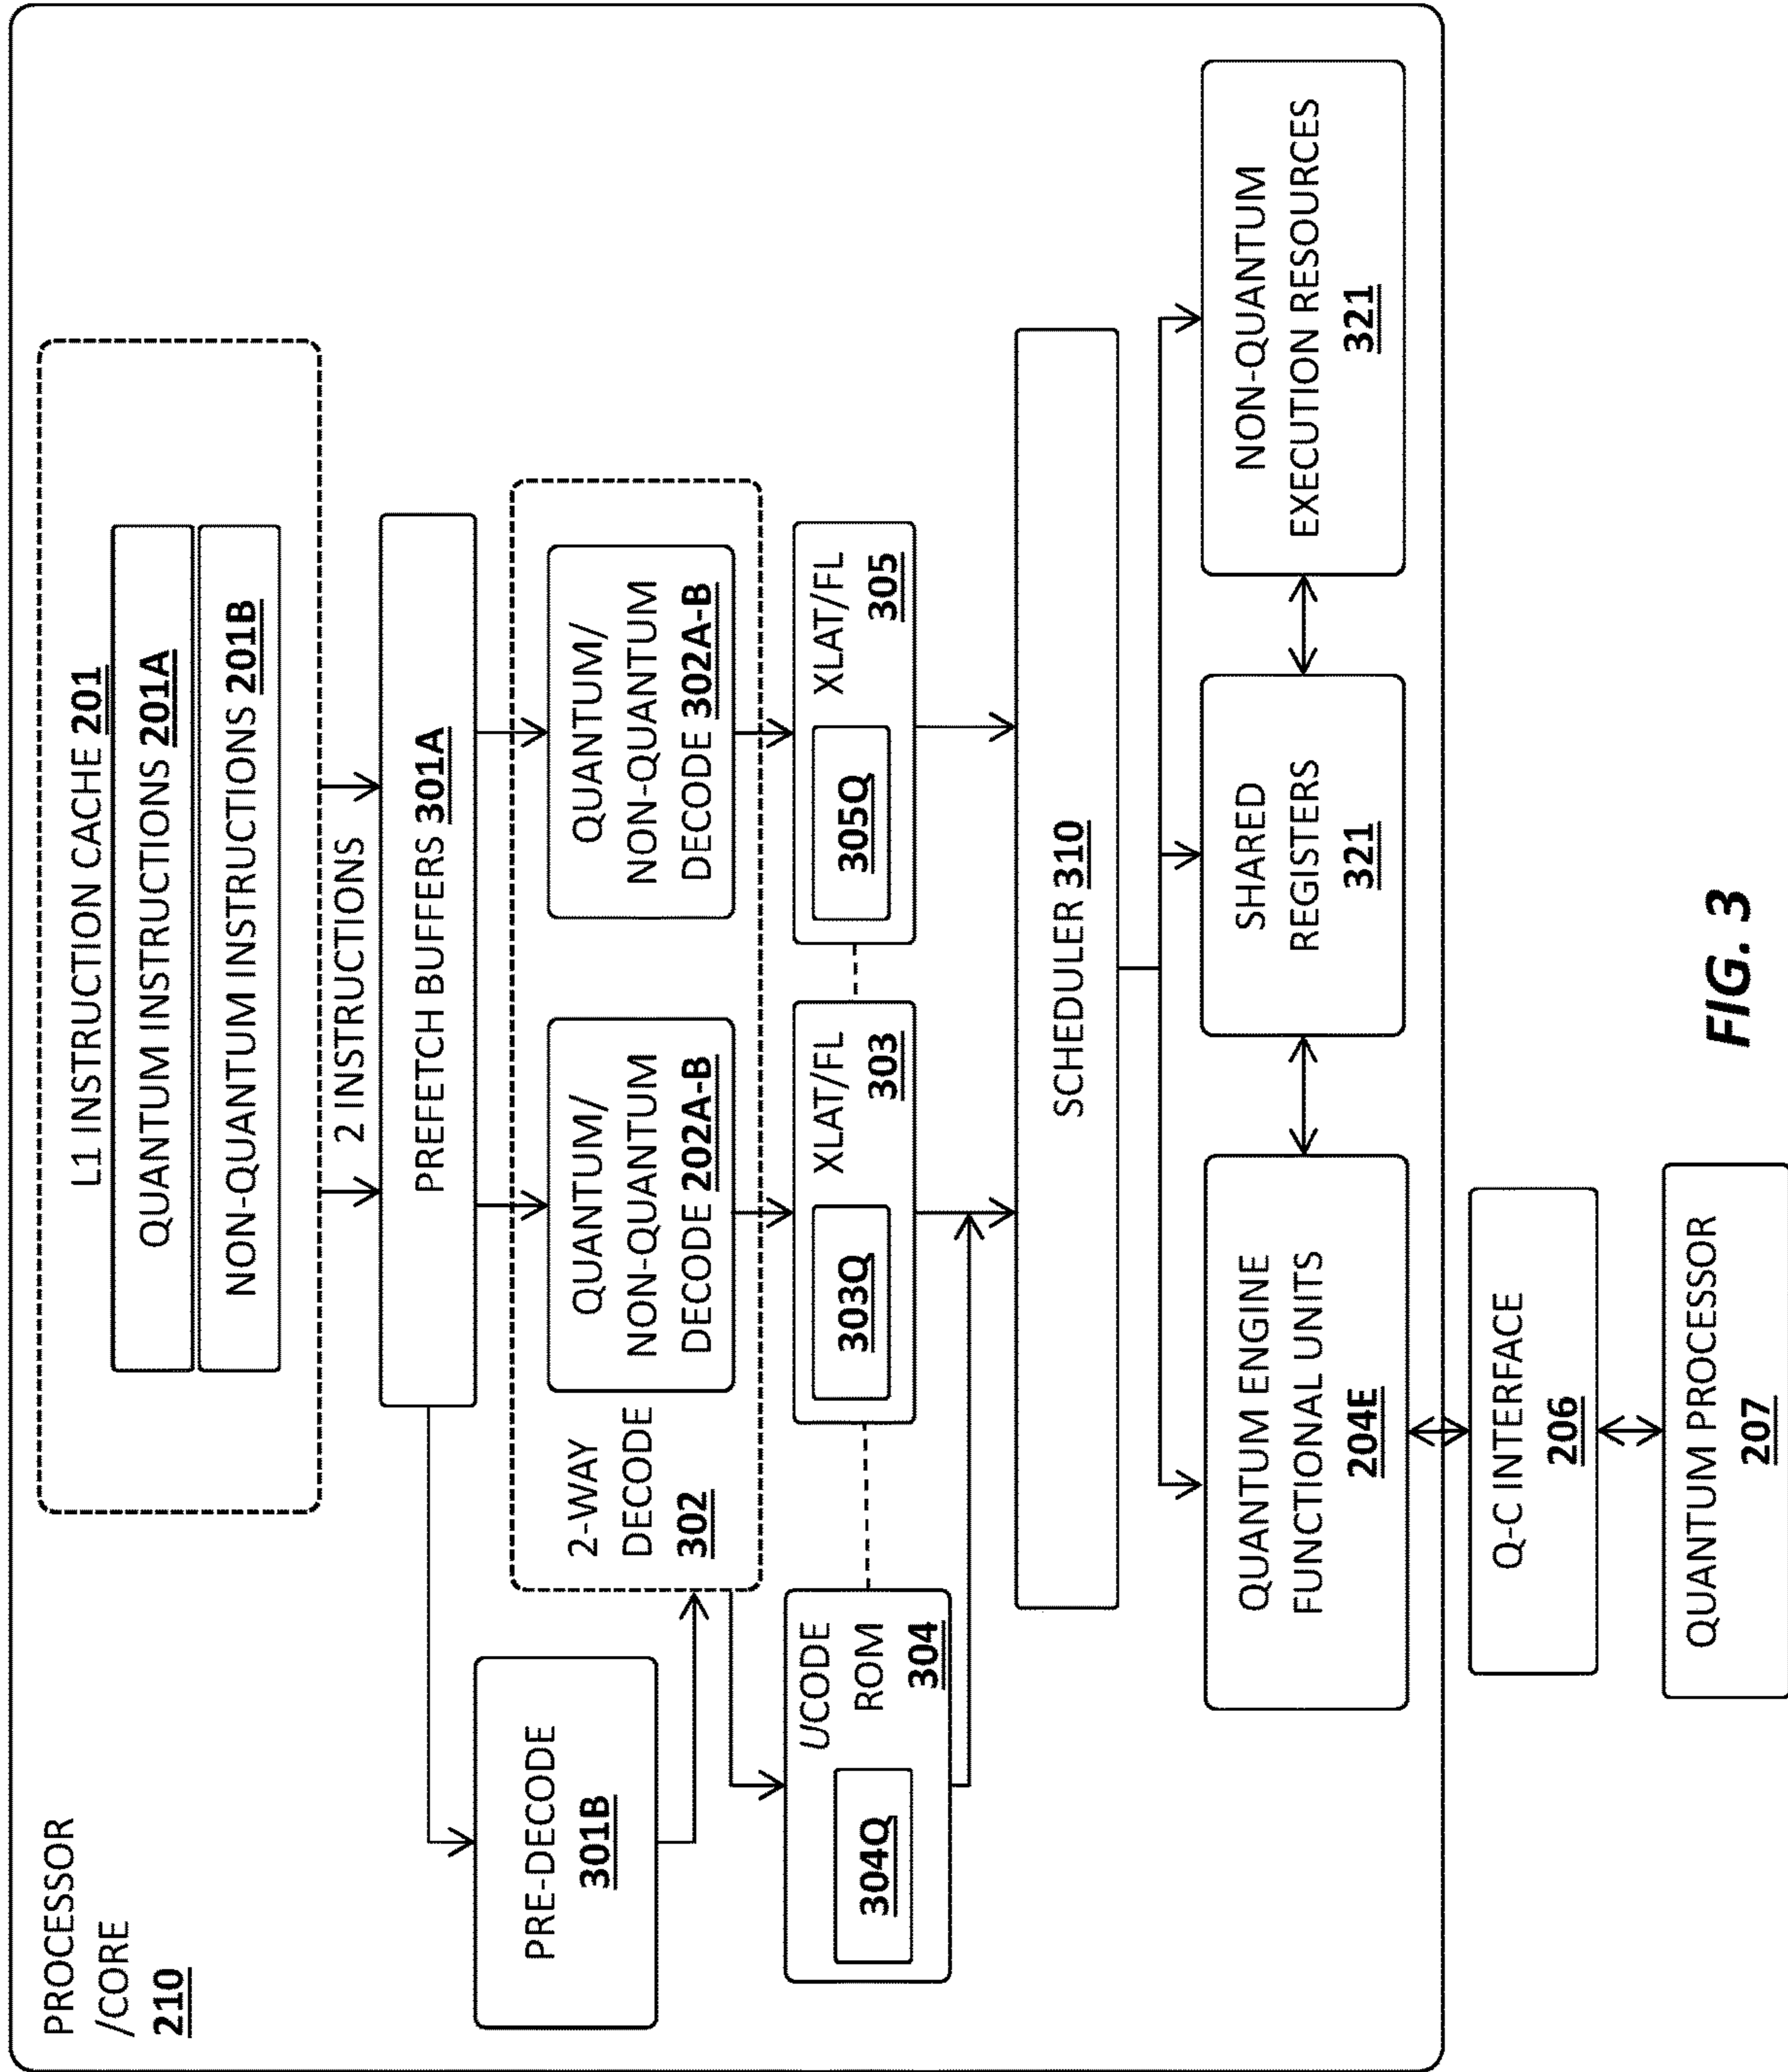 PROCESSOR
/CORE
210
L1 INSTRUCTION CACHE 201
QUANTUM INSTRUCTIONS 201A
NON-QUANTUM INSTRUCTIONS 201B
2 INSTRUCTIONS
PREFETCH BUFFERS 301A
PRE-DECODE
301B
2-WAY
DECODE
302
QUANTUM/
NON-QUANTUM
DECODE 202A-B
QUANTUM/
NON-QUANTUM
DECODE 302A-B
UCODE
ROM
304
304Q
XLAT/FL
303
303Q
XLAT/FL
305
305Q
SCHEDULER 310
QUANTUM ENGINE
FUNCTIONAL UNITS
204E
SHARED
REGISTERS
321
NON-QUANTUM
EXECUTION RESOURCES
321
Q-C INTERFACE
206
QUANTUM PROCESSOR
207
FIG. 3